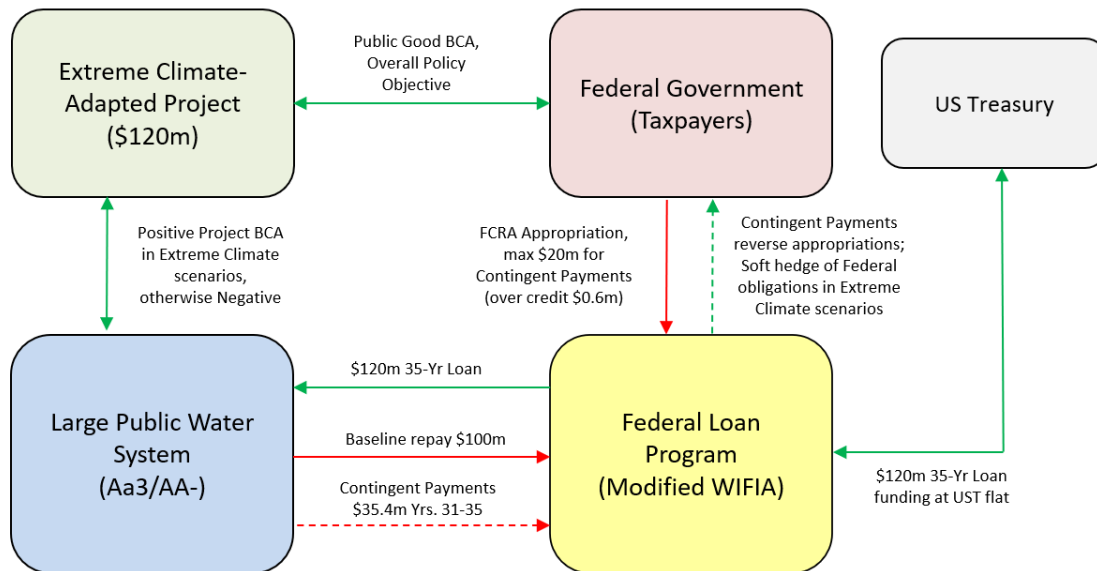 Extreme Climate-
Adapted Project
($120m)
Public Good BCA,
Overall Policy
Objective
Federal Government
(Taxpayers)
US Treasury
Positive Project BCA
in Extreme Climate
scenarios,
otherwise Negative
FCRA Appropriation,
max $20m for
Contingent Payments
(over credit $0.6m)
Contingent Payments
reverse appropriations;
Soft hedge of Federal
obligations in Extreme
Climate scenarios
Large Public Water
System
(Aa3/AA-)
$120m 35-Yr Loan
Baseline repay $100m
Contingent Payments
$35.4m Yrs. 31-35
Federal Loan
Program
(Modified WIFIA)
$120m 35-Yr Loan
funding at UST flat